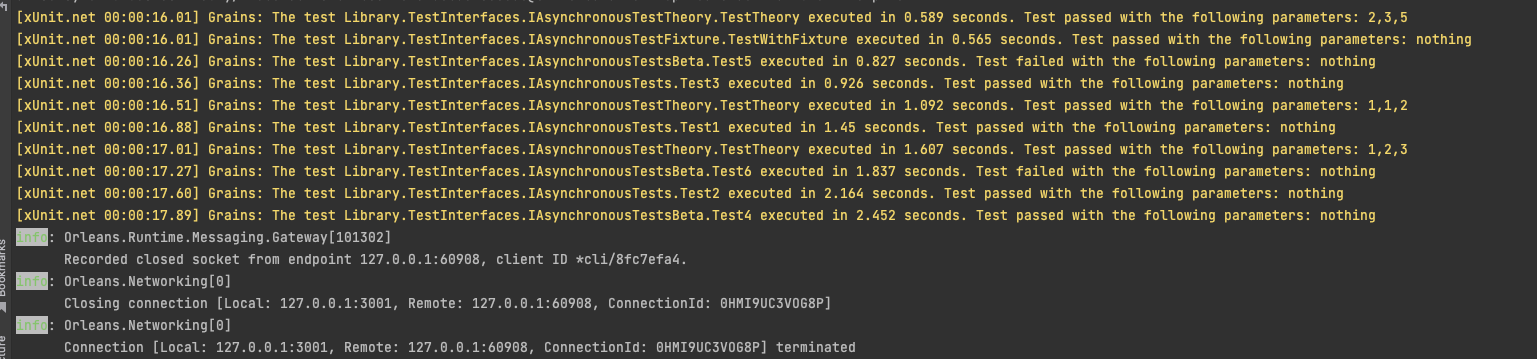 [xUnit.net 00:00:16.01] Grains: The test Library.TestInterfaces.IAsynchronousTestTheory.TestTheory executed in 0.589 seconds. Test passed with the following parameters: 2,3,5
[xUnit.net 00:00:16.01] Grains: The test Library.TestInterfaces.IAsynchronousTestFixture.TestWithFixture executed in 0.565 seconds. Test passed with the following parameters: nothing
[xUnit.net 00:00:16.26] Grains: The test Library.TestInterfaces.IAsynchronousTestsBeta.Test5 executed in 0.827 seconds. Test failed with the following parameters: nothing
[xUnit.net 00:00:16.36] Grains: The test Library.TestInterfaces.IAsynchronousTests.Test3 executed in 0.926 seconds. Test passed with the following parameters: nothing
[xUnit.net 00:00:16.51] Grains: The test Library.TestInterfaces.IAsynchronousTestTheory.TestTheory executed in 1.092 seconds. Test passed with the following parameters: 1,1,2
[xUnit.net 00:00:16.88] Grains: The test Library.TestInterfaces.IAsynchronousTests.Test1 executed in 1.45 seconds. Test passed with the following parameters: nothing
[xUnit.net 00:00:17.01] Grains: The test Library.TestInterfaces.IAsynchronousTestTheory.TestTheory executed in 1.607 seconds. Test passed with the following parameters: 1,2,3
[xUnit.net 00:00:17.27] Grains: The test Library.TestInterfaces.IAsynchronousTestsBeta.Test6 executed in 1.837 seconds. Test failed with the following parameters: nothing
[xUnit.net 00:00:17.60] Grains: The test Library.TestInterfaces.IAsynchronousTests.Test2 executed in 2.164 seconds. Test passed with the following parameters: nothing
[xUnit.net 00:00:17.89] Grains: The test Library.TestInterfaces.IAsynchronousTestsBeta.Test4 executed in 2.452 seconds. Test passed with the following parameters: nothing
info: Orleans.Runtime.Messaging.Gateway[101302]
Recorded closed socket from endpoint 127.0.0.1:60908, client ID *cli/8fc7efa4.
info: Orleans.Networking[0]
Closing connection [Local: 127.0.0.1:3001, Remote: 127.0.0.1:60908, ConnectionId: 0HMI9UC3VOG8P]
info: Orleans.Networking[0]
Connection [Local: 127.0.0.1:3001, Remote: 127.0.0.1:60908, ConnectionId: 0HMI9UC3VOG8P] terminated
Bookmarks